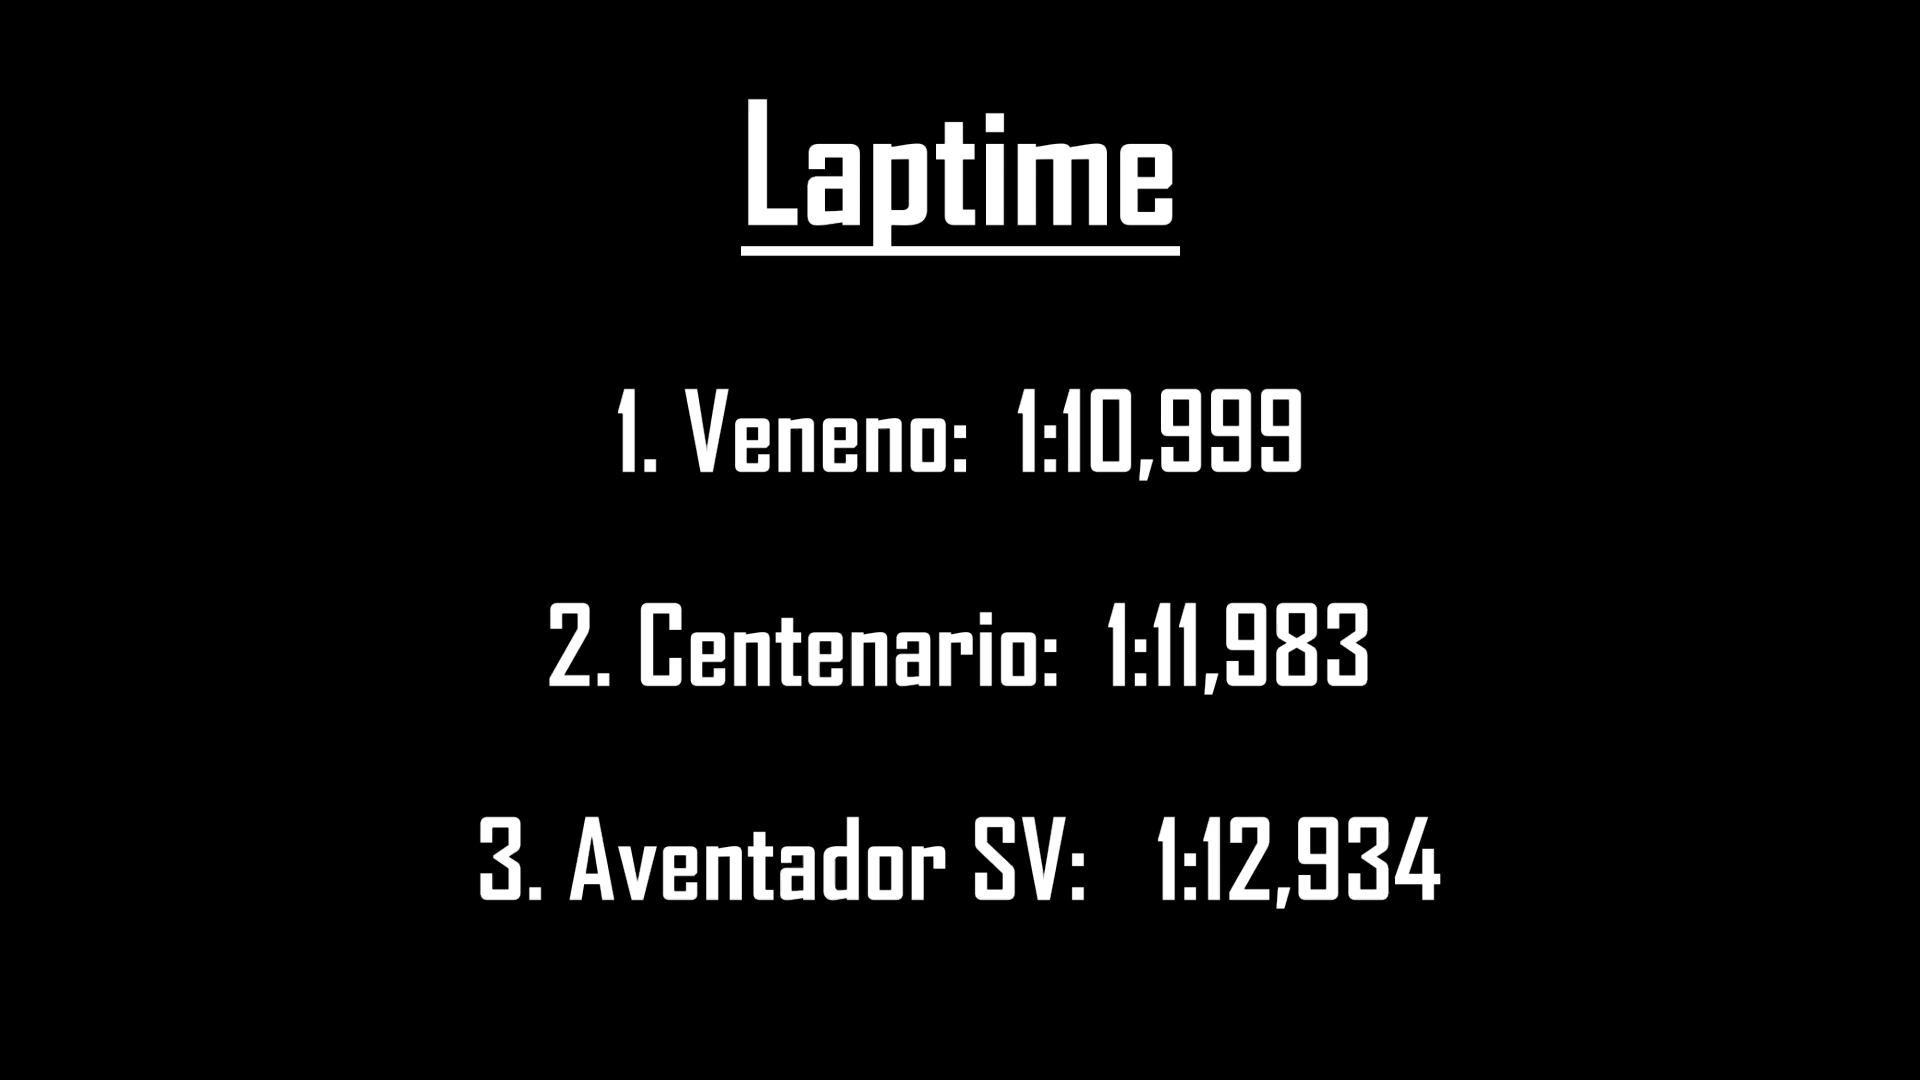 Laptime
1. Veneno: 1:10,999
2. Centenario: 1:11,983
3. Aventador SV: 1:12,934